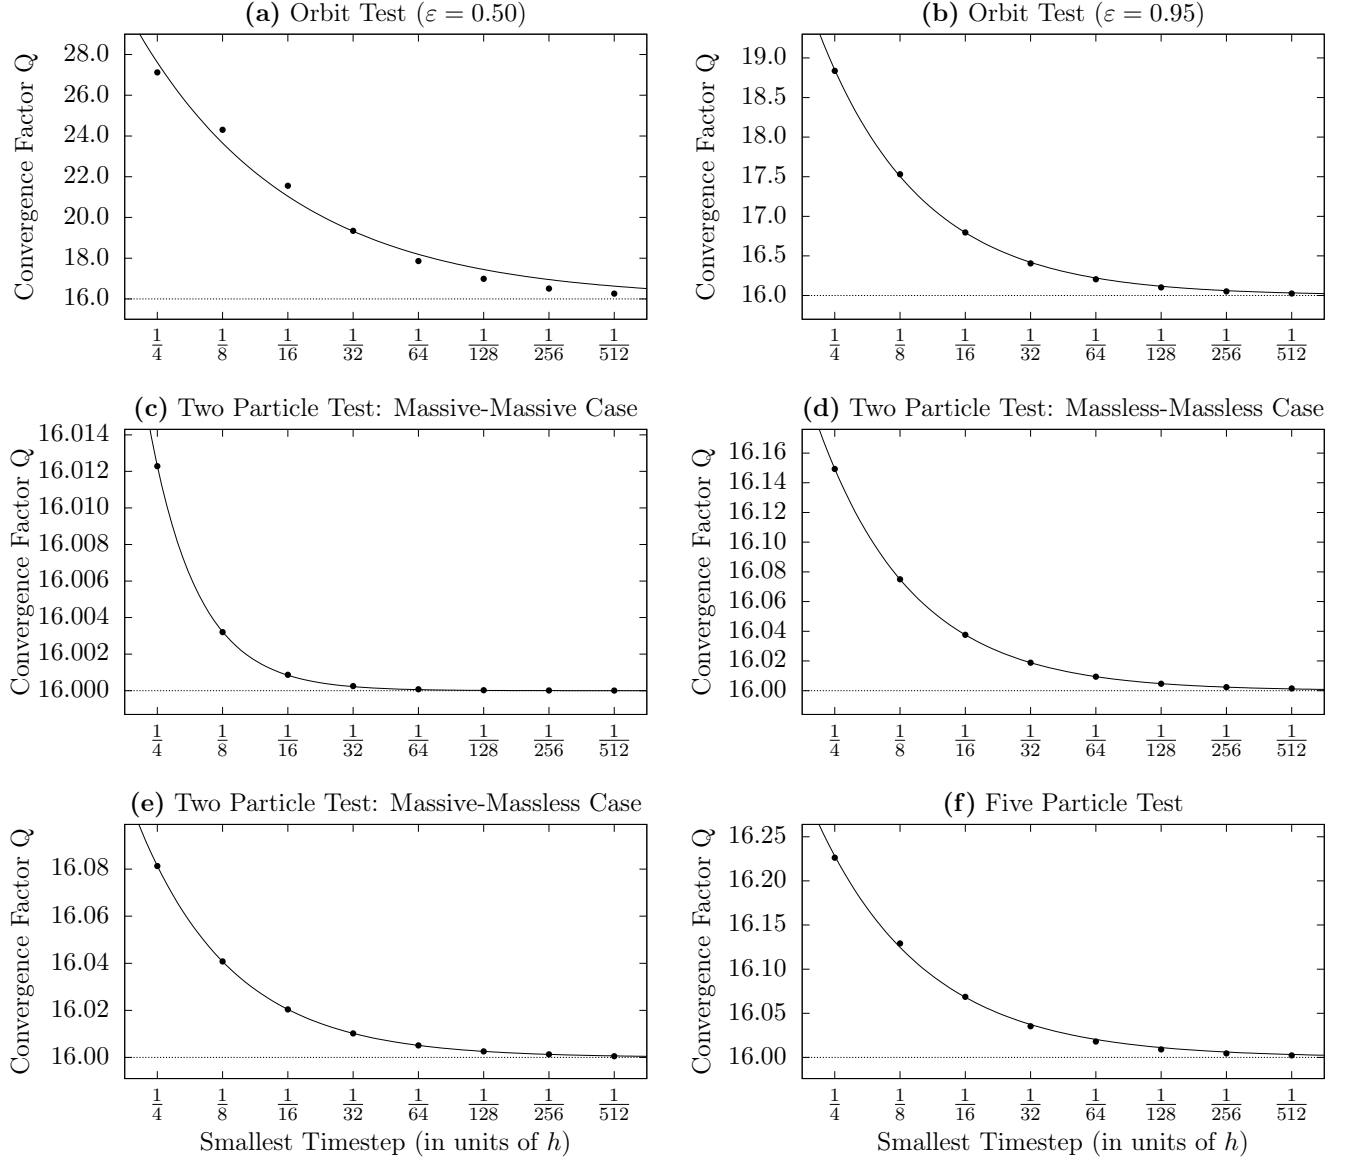 (a) Orbit Test (ε = 0.50)
Convergence Factor Q
28.0
26.0
24.0
22.0
20.0
18.0
16.0
1/4 1/8 1/16 1/32 1/64 1/128 1/256 1/512
(b) Orbit Test (ε = 0.95)
Convergence Factor Q
19.0
18.5
18.0
17.5
17.0
16.5
16.0
1/4 1/8 1/16 1/32 1/64 1/128 1/256 1/512
(c) Two Particle Test: Massive-Massive Case
Convergence Factor Q
16.014
16.012
16.010
16.008
16.006
16.004
16.002
16.000
1/4 1/8 1/16 1/32 1/64 1/128 1/256 1/512
(d) Two Particle Test: Massless-Massless Case
Convergence Factor Q
16.16
16.14
16.12
16.10
16.08
16.06
16.04
16.02
16.00
1/4 1/8 1/16 1/32 1/64 1/128 1/256 1/512
(e) Two Particle Test: Massive-Massless Case
Convergence Factor Q
16.08
16.06
16.04
16.02
16.00
1/4 1/8 1/16 1/32 1/64 1/128 1/256 1/512
Smallest Timestep (in units of h)
(f) Five Particle Test
Convergence Factor Q
16.25
16.20
16.15
16.10
16.05
16.00
1/4 1/8 1/16 1/32 1/64 1/128 1/256 1/512
Smallest Timestep (in units of h)